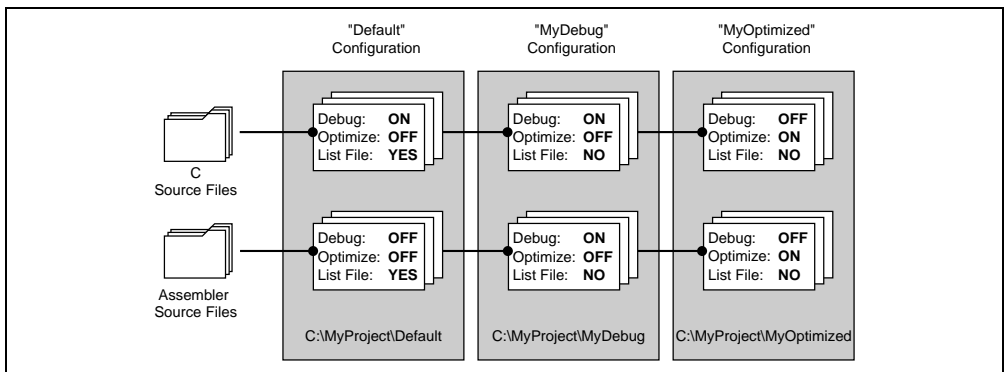 "Default"
Configuration
"MyDebug"
Configuration
"MyOptimized"
Configuration
C
Source Files
Debug: ON
Optimize: OFF
List File: YES
Debug: ON
Optimize: OFF
List File: NO
Debug: OFF
Optimize: ON
List File: NO
Assembler
Source Files
Debug: OFF
Optimize: OFF
List File: YES
Debug: ON
Optimize: OFF
List File: NO
Debug: OFF
Optimize: ON
List File: NO
C:\MyProject\Default
C:\MyProject\MyDebug
C:\MyProject\MyOptimized